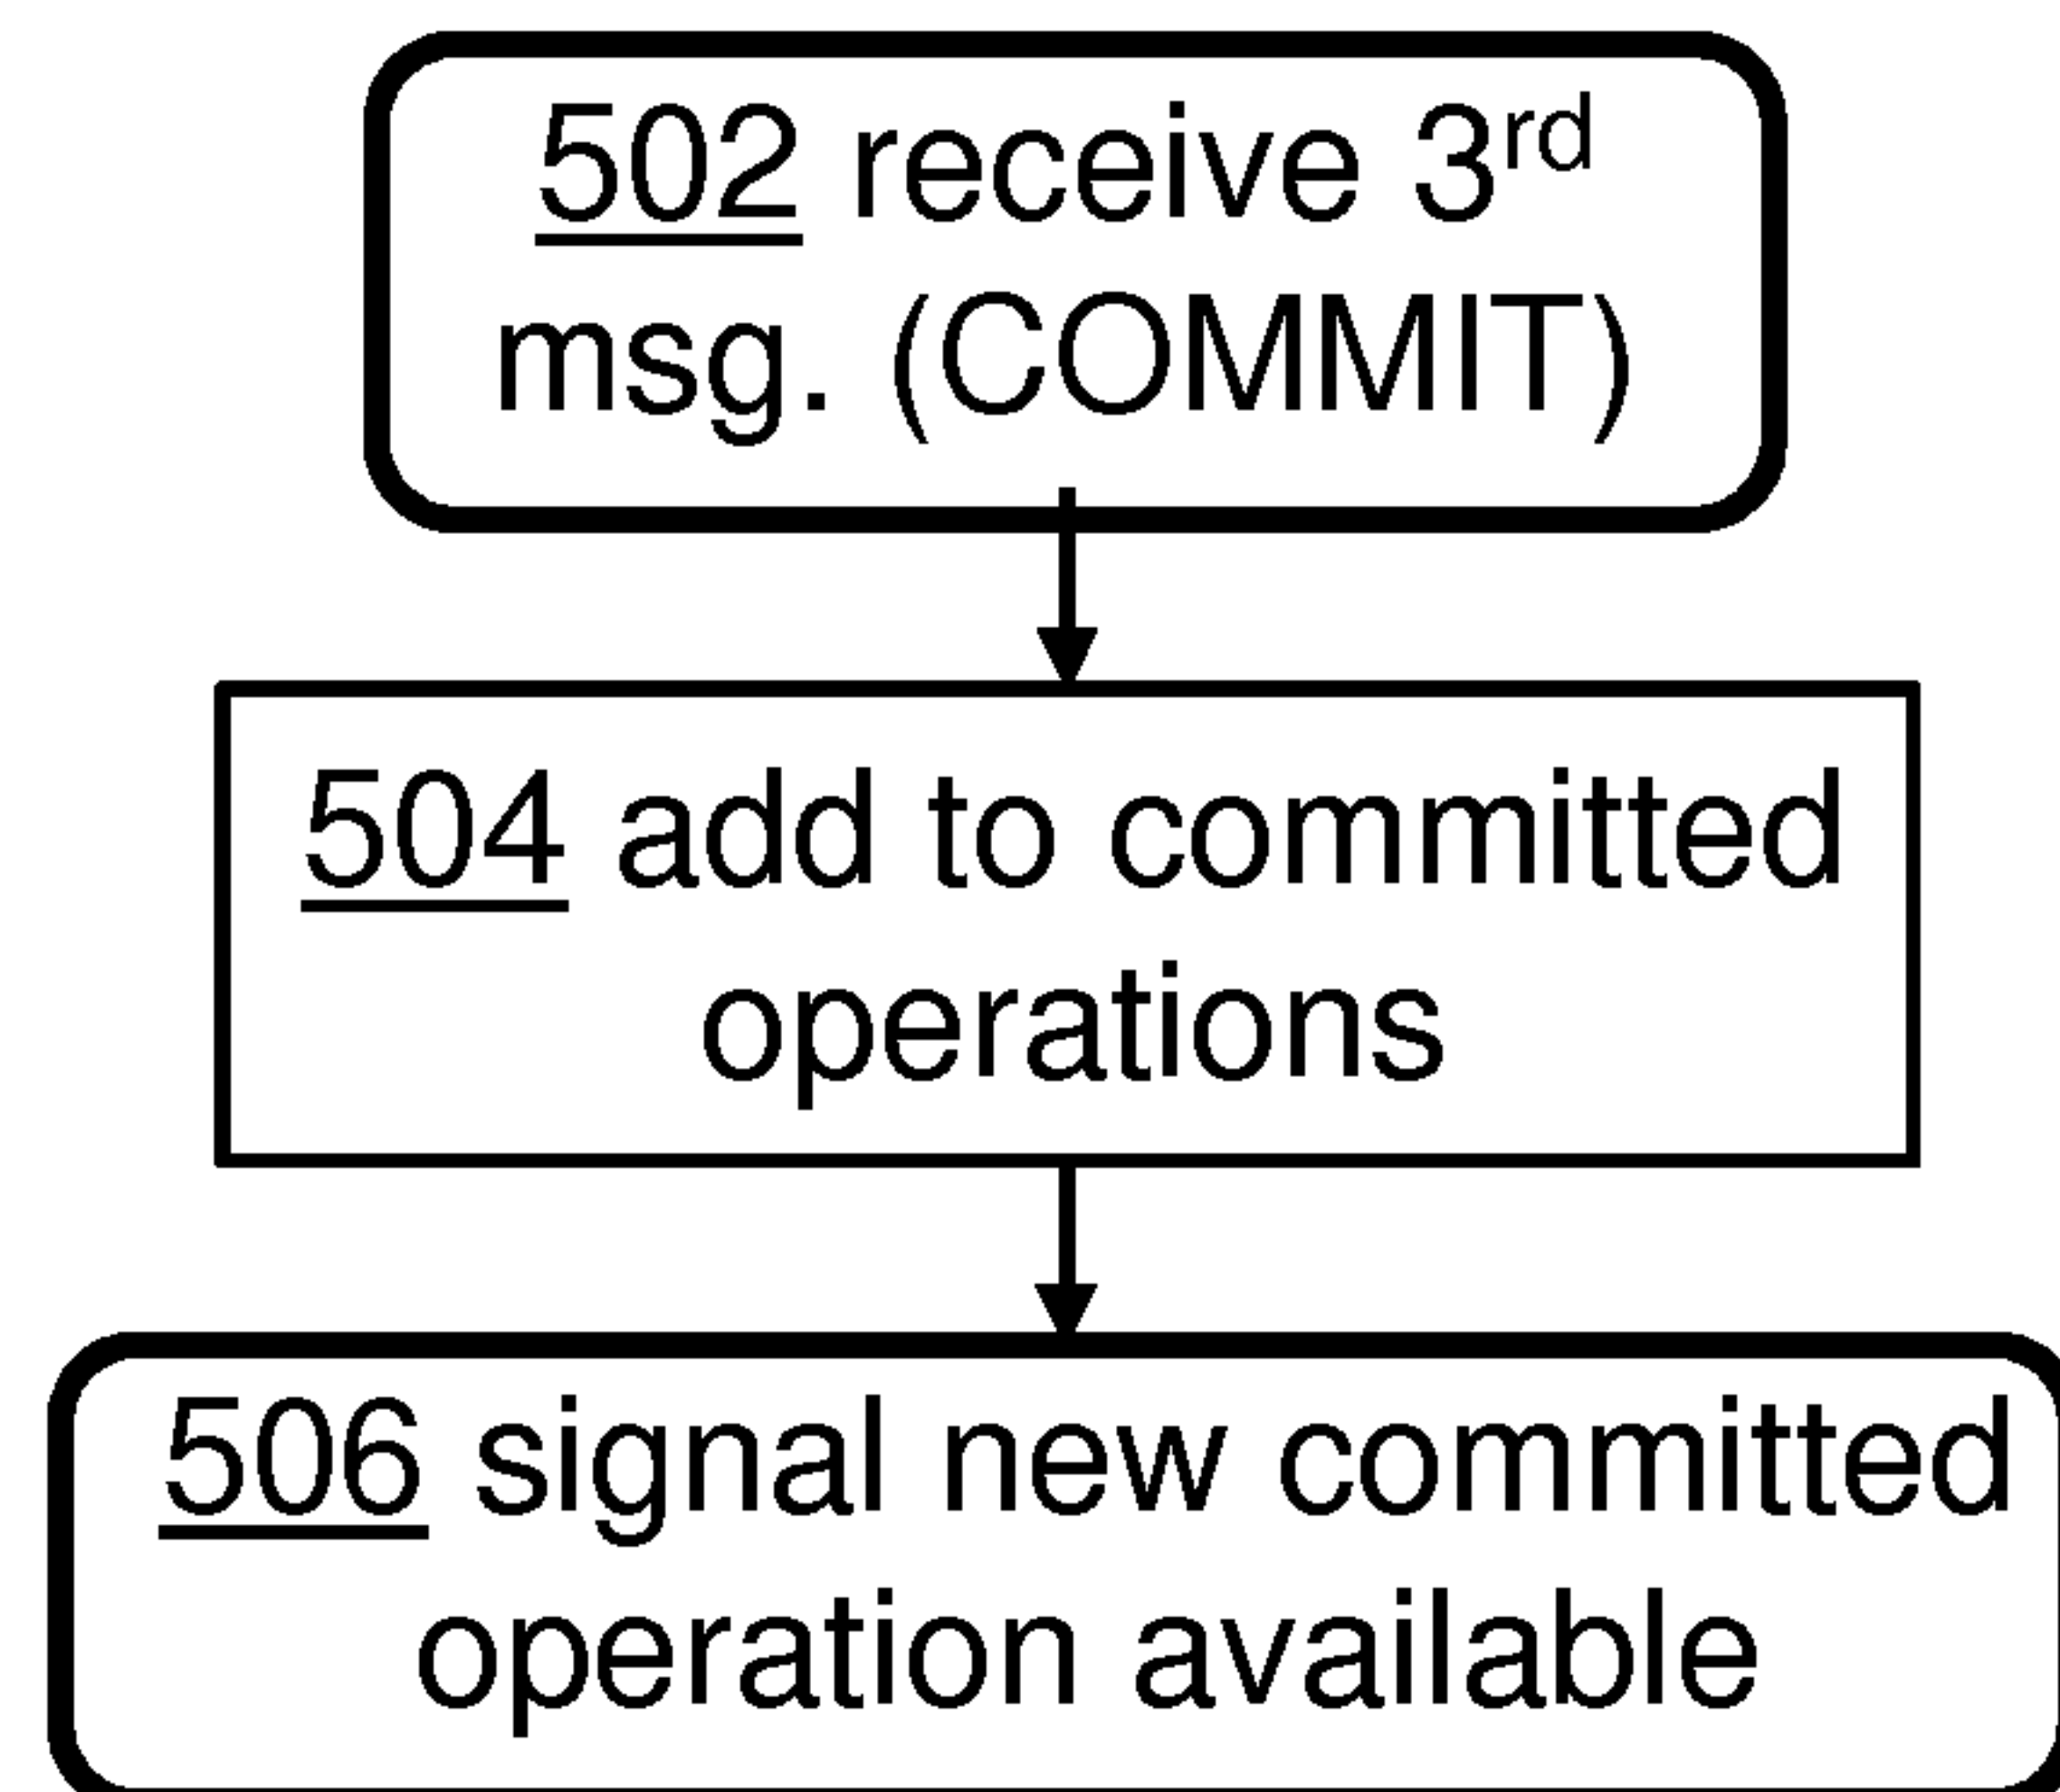 502 receive 3rd
msg. (COMMIT)
504 add to committed
operations
506 signal new committed
operation available